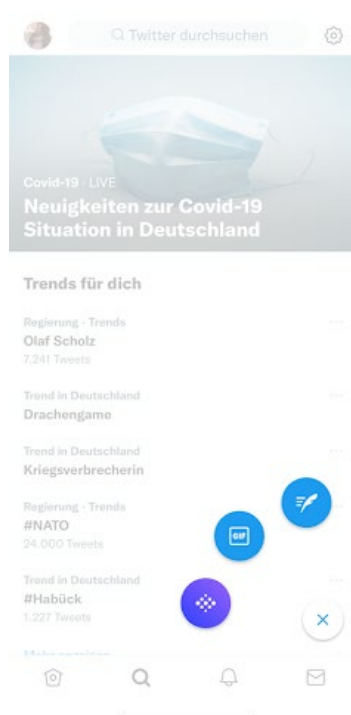 Twitter durchsuchen
Covid-19 · LIVE
Neuigkeiten zur Covid-19
Situation in Deutschland
Trends für dich
Regierung · Trends
Olaf Scholz
7.241 Tweets
Trend in Deutschland
Drachengame
Trend in Deutschland
Kriegsverbrecherin
Regierung · Trends
#NATO
24.000 Tweets
GIF
Trend in Deutschland
#Habück
1.227 Tweets
Mehr anzeigen